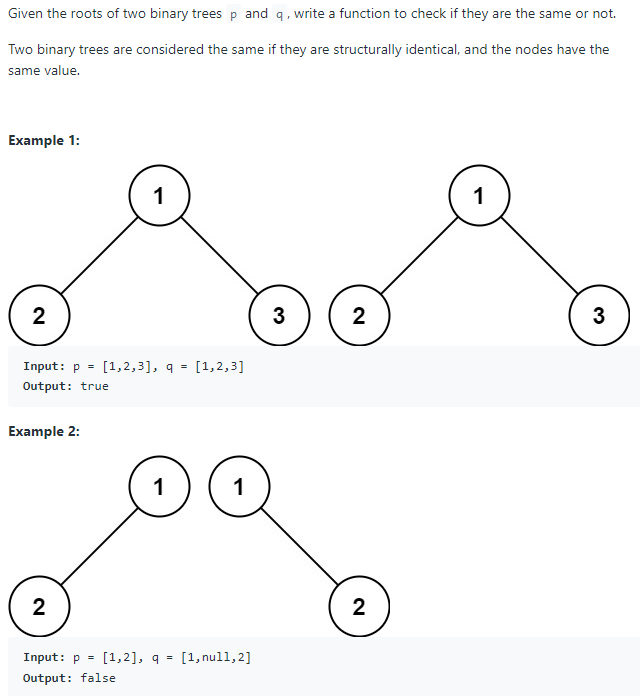 Given the roots of two binary trees p and q, write a function to check if they are the same or not.
Two binary trees are considered the same if they are structurally identical, and the nodes have the
same value.
Example 1:
1 1
2 3 2 3
Input: p = [1,2,3], q = [1,2,3]
Output: true
Example 2:
1 1
2 2
Input: p = [1,2], q = [1,null,2]
Output: false